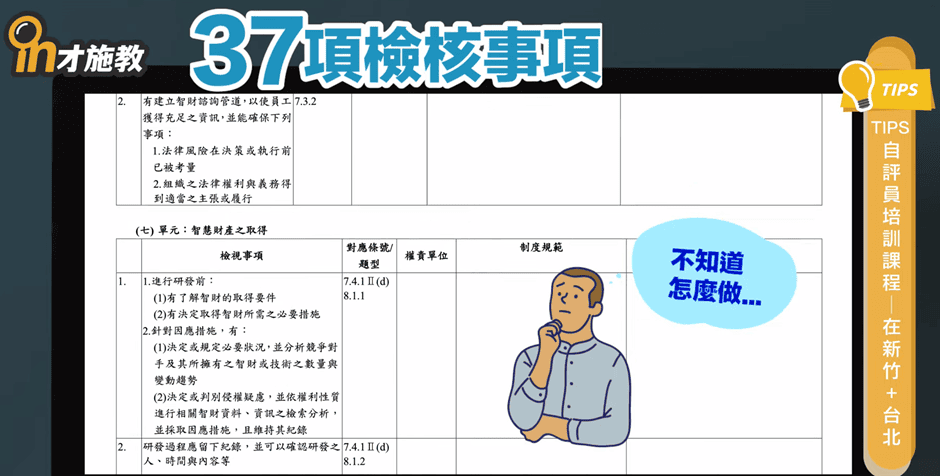 in才施教
37項檢核事項
TIPS
TIPS
自評員培訓課程—在新竹+台北
2. 有建立智財諮詢管道，以使員工 7.3.2
獲得充足之資訊，並能確保下列
事項：
1.法律風險在決策或執行前
已被考量
2.組織之法律權利與義務得
到適當之主張或履行
(七) 單元：智慧財產之取得
檢視事項 對應條號/ 權責單位 制度規範
題型
1. 1.進行研發前： 7.4.1Ⅱ(d)
(1)有了解智財的取得要件 8.1.1
(2)有決定取得智財所需之必要措施
2.針對因應措施，有：
(1)決定或規定必要狀況，並分析競爭對
手及其所擁有之智財或技術之數量與
變動趨勢
(2)決定或判別侵權疑慮，並依權利性質
進行相關智財資料、資訊之檢索分析，
並採取因應措施，且維持其紀錄
2. 研發過程應留下紀錄，並可以確認研發之 7.4.1Ⅱ(d)
人、時間與內容等 8.1.2
不知道
怎麼做...